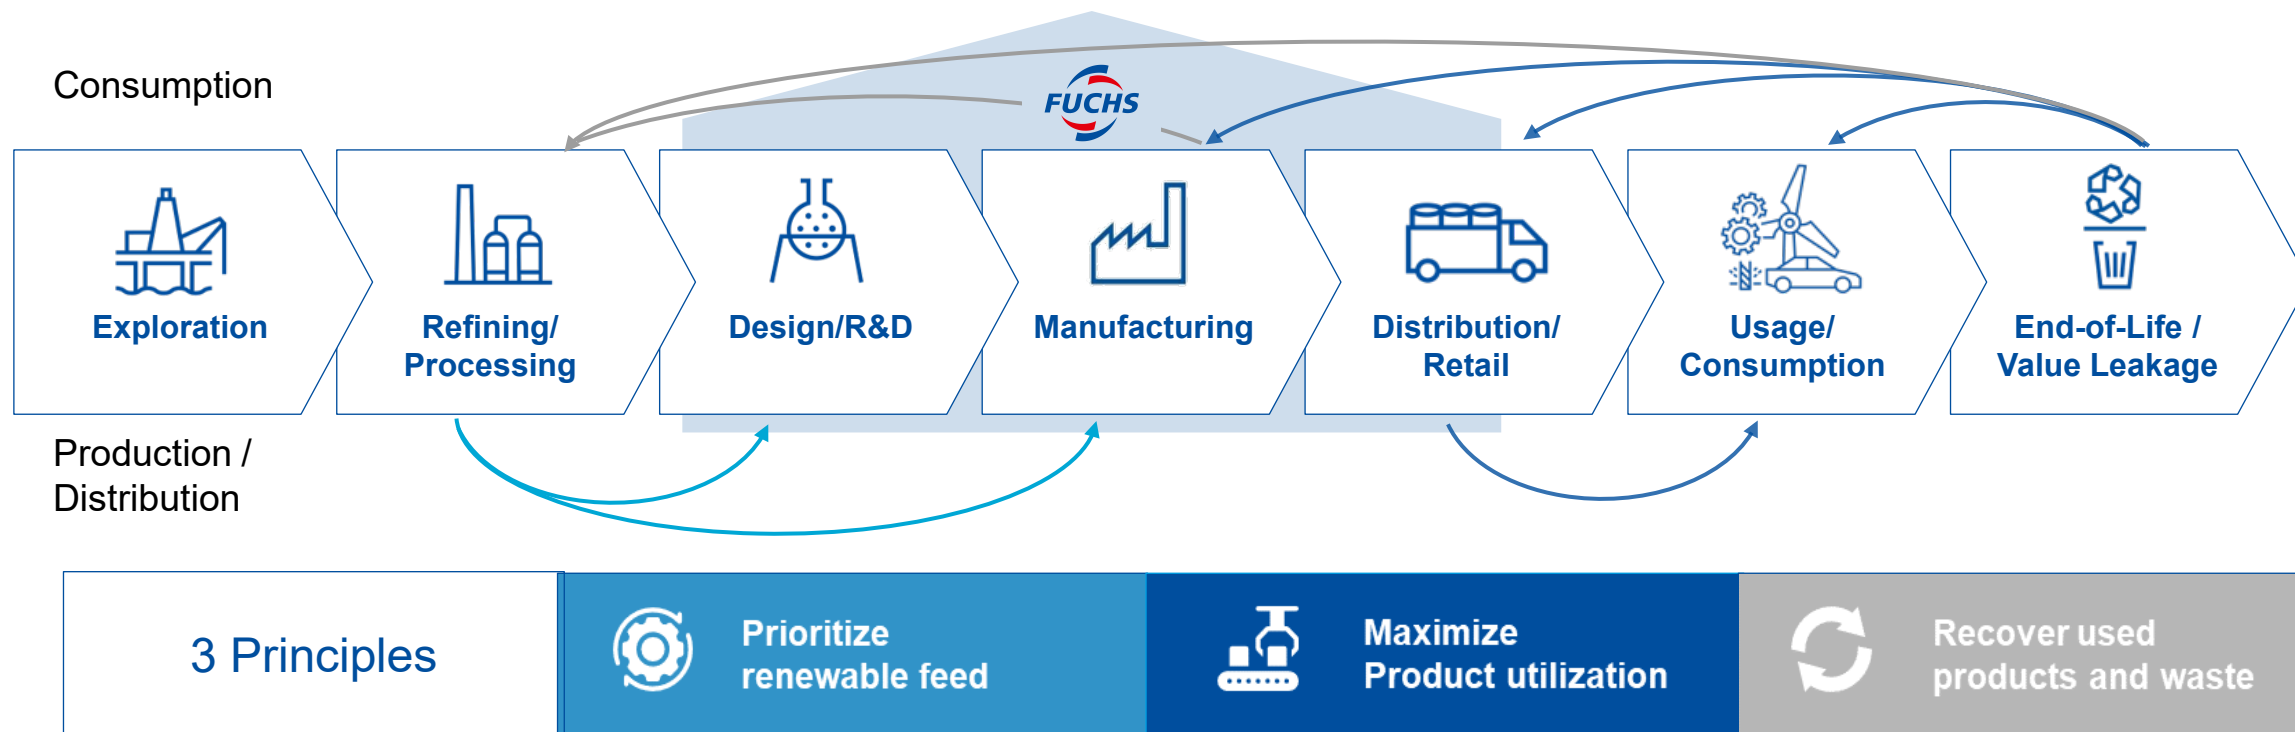 Consumption
FUCHS
Exploration
Refining/
Processing
Design/R&D
Manufacturing
Distribution/
Retail
Usage/
Consumption
End-of-Life /
Value Leakage
Production /
Distribution
3 Principles
Prioritize
renewable feed
Maximize
Product utilization
Recover used
products and waste